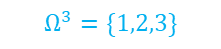 Ω³ = {1,2,3}